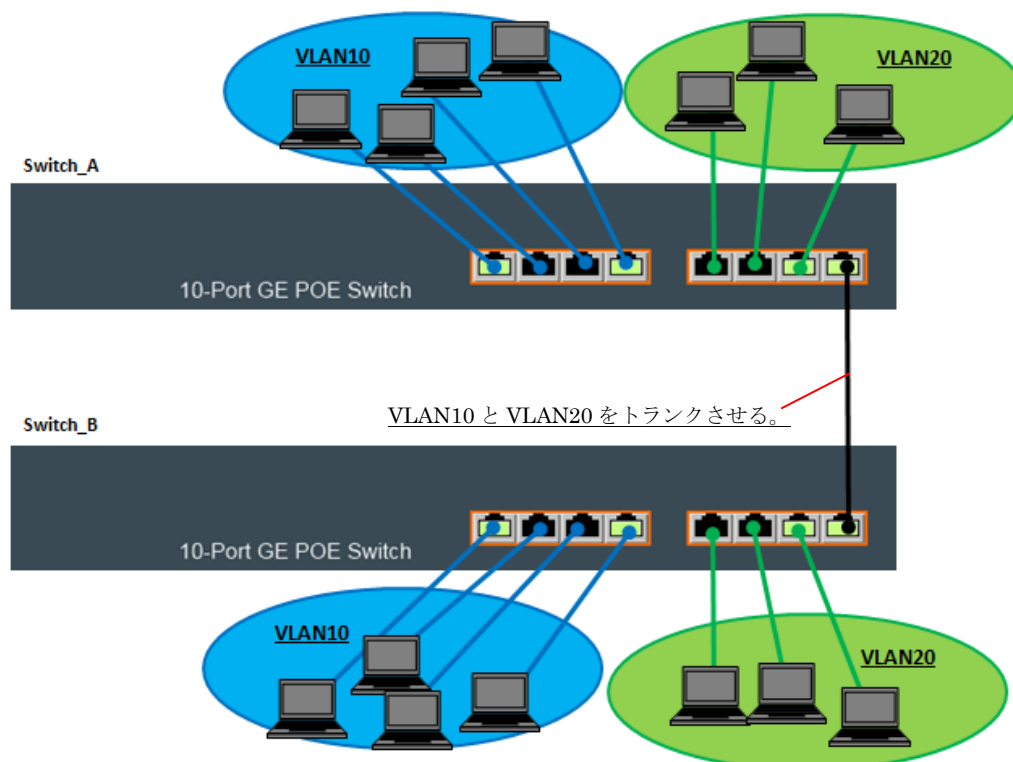 VLAN10
VLAN20
Switch_A
10-Port GE POE Switch
VLAN10 と VLAN20 をトランクさせる。
Switch_B
10-Port GE POE Switch
VLAN10
VLAN20